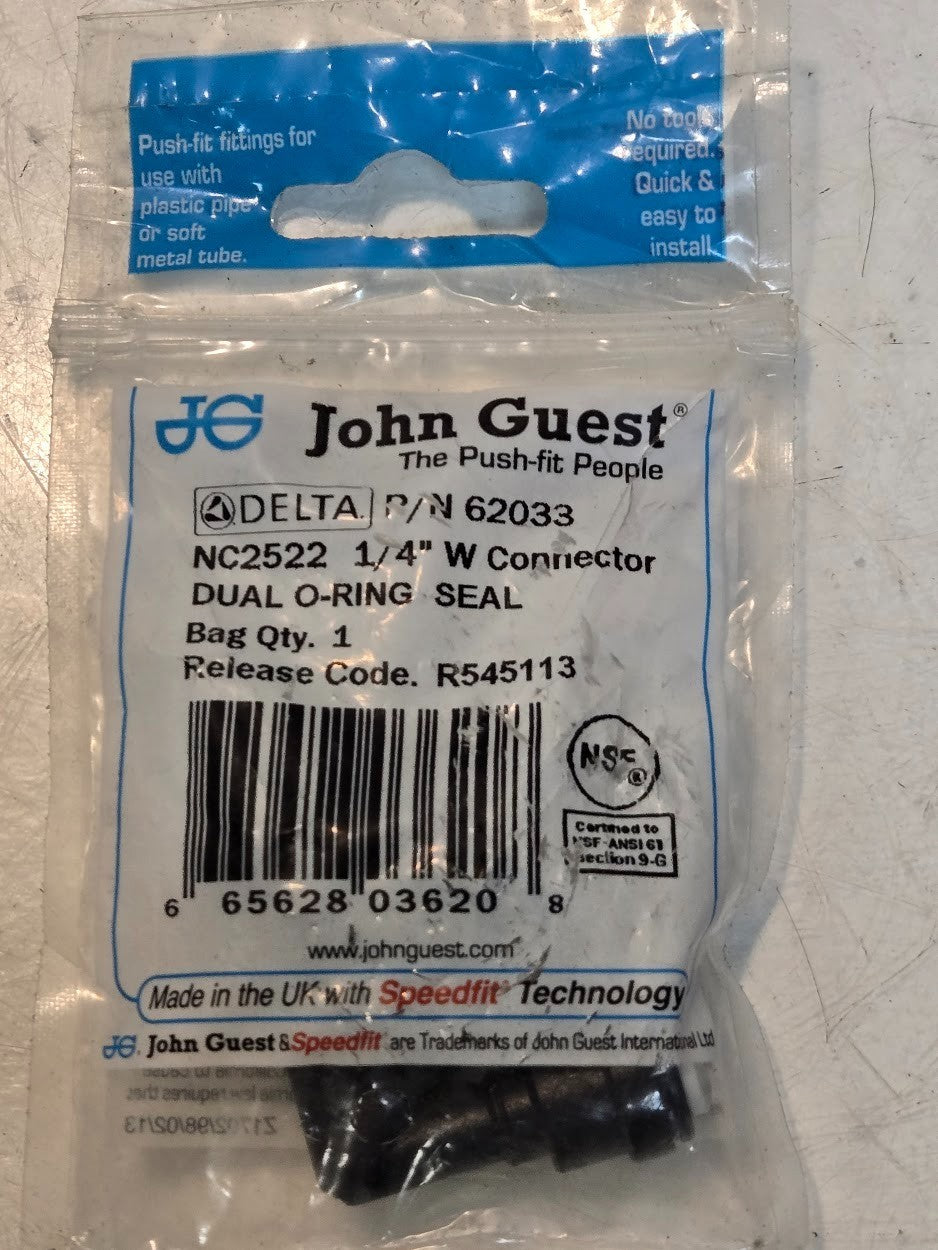 Push-fit fittings for
use with
plastic pipe
or soft
metal tube.
No tools
required.
Quick &
easy to
install.
JG John Guest®
The Push-fit People
DELTA P/N 62033
NC2522 1/4" W Connector
DUAL O-RING SEAL
Bag Qty. 1
Release Code. R545113
NSF®
Certified to
NSF-ANSI 61
section 9-G
6 65628 03620 8
www.johnguest.com
Made in the UK with Speedfit® Technology
JG. John Guest & Speedfit are Trademarks of John Guest International Ltd